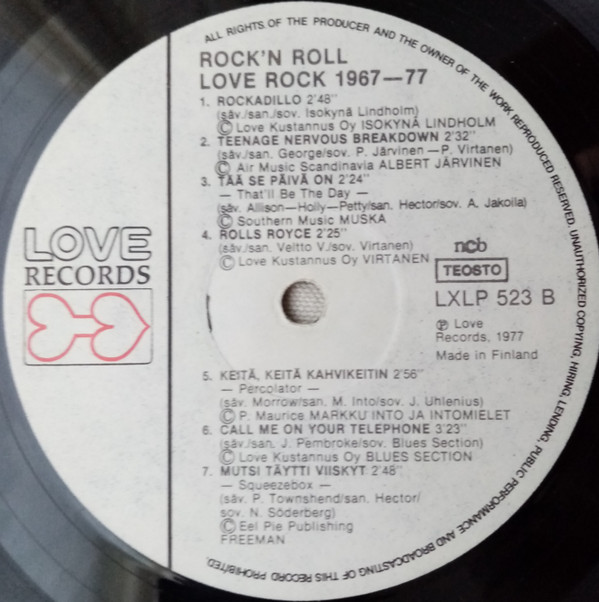 ALL RIGHTS OF THE PRODUCER AND THE OWNER OF THE WORK REPRODUCED RESERVED. UNAUTHORIZED COPYING, HIRING, LENDING, PUBLIC PERFORMANCE AND BROADCASTING OF THIS RECORD PROHIBITED.
ROCK'N ROLL
LOVE ROCK 1967—77
1. ROCKADILLO 2'48"
(säv./san./sov. Isokynä Lindholm)
© Love Kustannus Oy ISOKYNÄ LINDHOLM
2. TEENAGE NERVOUS BREAKDOWN 2'32"
(säv./san. George/sov. P. Järvinen —P. Virtanen)
© Air Music Scandinavia ALBERT JÄRVINEN
3. TÄÄ SE PÄIVÄ ON 2'24"
— That'll Be The Day —
(säv. Allison—Holly—Petty/san. Hector/sov. A. Jakoila)
© Southern Music MUSKA
4. ROLLS ROYCE 2'25"
(säv./san. Veltto V./sov. Virtanen)
© Love Kustannus Oy VIRTANEN
LOVE
RECORDS
ncb
TEOSTO
LXLP 523 B
℗ Love
Records, 1977
Made in Finland
5. KEITÄ, KEITÄ KAHVIKEITIN 2'56"
— Percolator —
(säv. Morrow/san. M. Into/sov. J. Uhlenius)
© P. Maurice MARKKU INTO JA INTOMIELET
6. CALL ME ON YOUR TELEPHONE 3'23"
(säv./san. J. Pembroke/sov. Blues Section)
© Love Kustannus Oy BLUES SECTION
7. MUTSI TÄYTTI VIISKYT 2'48"
— Squeezebox —
(säv. P. Townshend/san. Hector/
sov. N. Söderberg)
© Eel Pie Publishing
FREEMAN